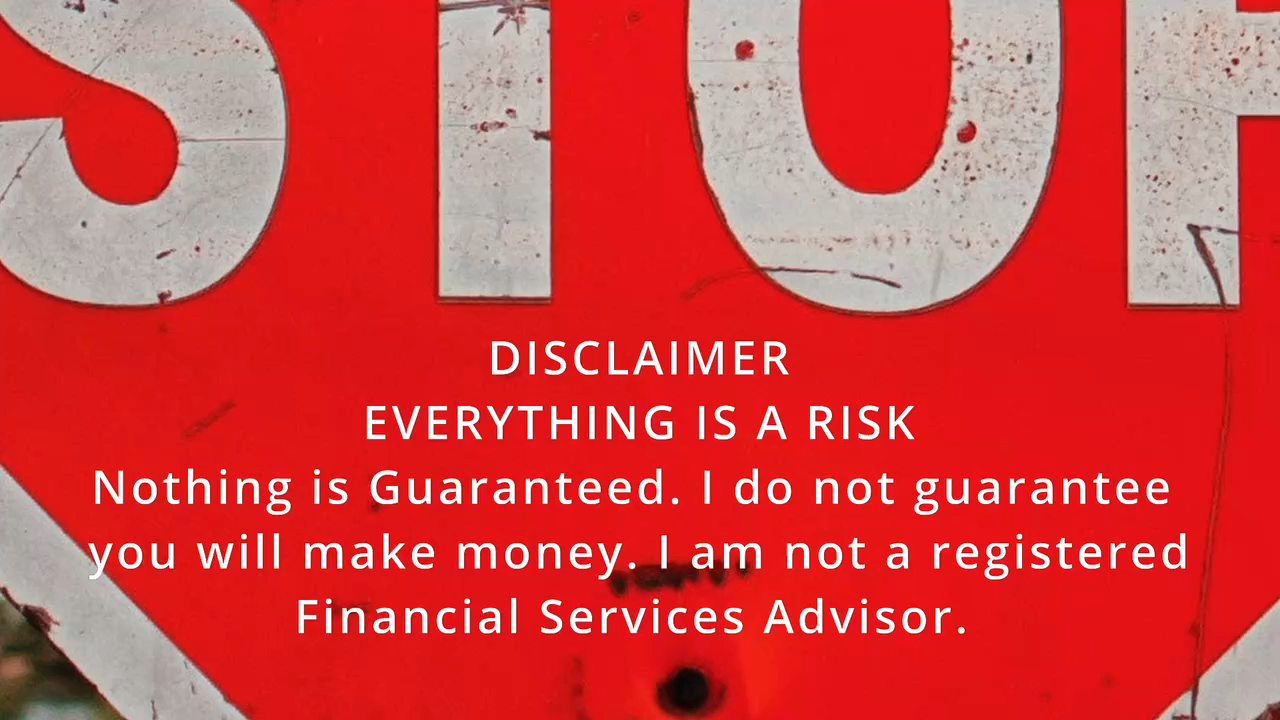 STOP
DISCLAIMER
EVERYTHING IS A RISK
Nothing is Guaranteed. I do not guarantee
you will make money. I am not a registered
Financial Services Advisor.